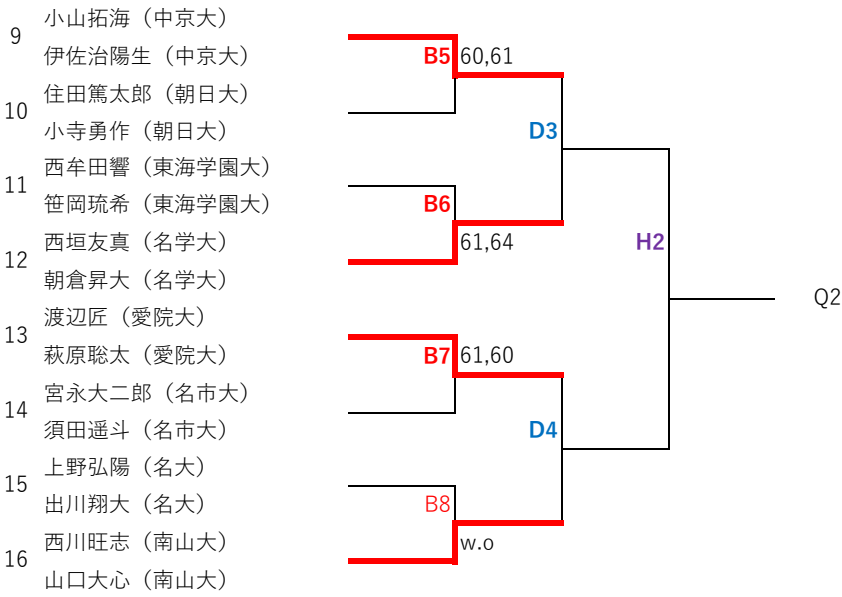 小山拓海（中京大）
9
伊佐治陽生（中京大）
B5 60,61
住田篤太郎（朝日大）
10
小寺勇作（朝日大）
D3
西牟田響（東海学園大）
11
笹岡琉希（東海学園大）
B6
西垣友真（名学大）
61,64
H2
12
朝倉昇大（名学大）
Q2
渡辺匠（愛院大）
13
萩原聡太（愛院大）
B7 61,60
宮永大二郎（名市大）
14
須田遥斗（名市大）
D4
上野弘陽（名大）
15
出川翔大（名大）
B8
西川旺志（南山大）
w.o
16
山口大心（南山大）